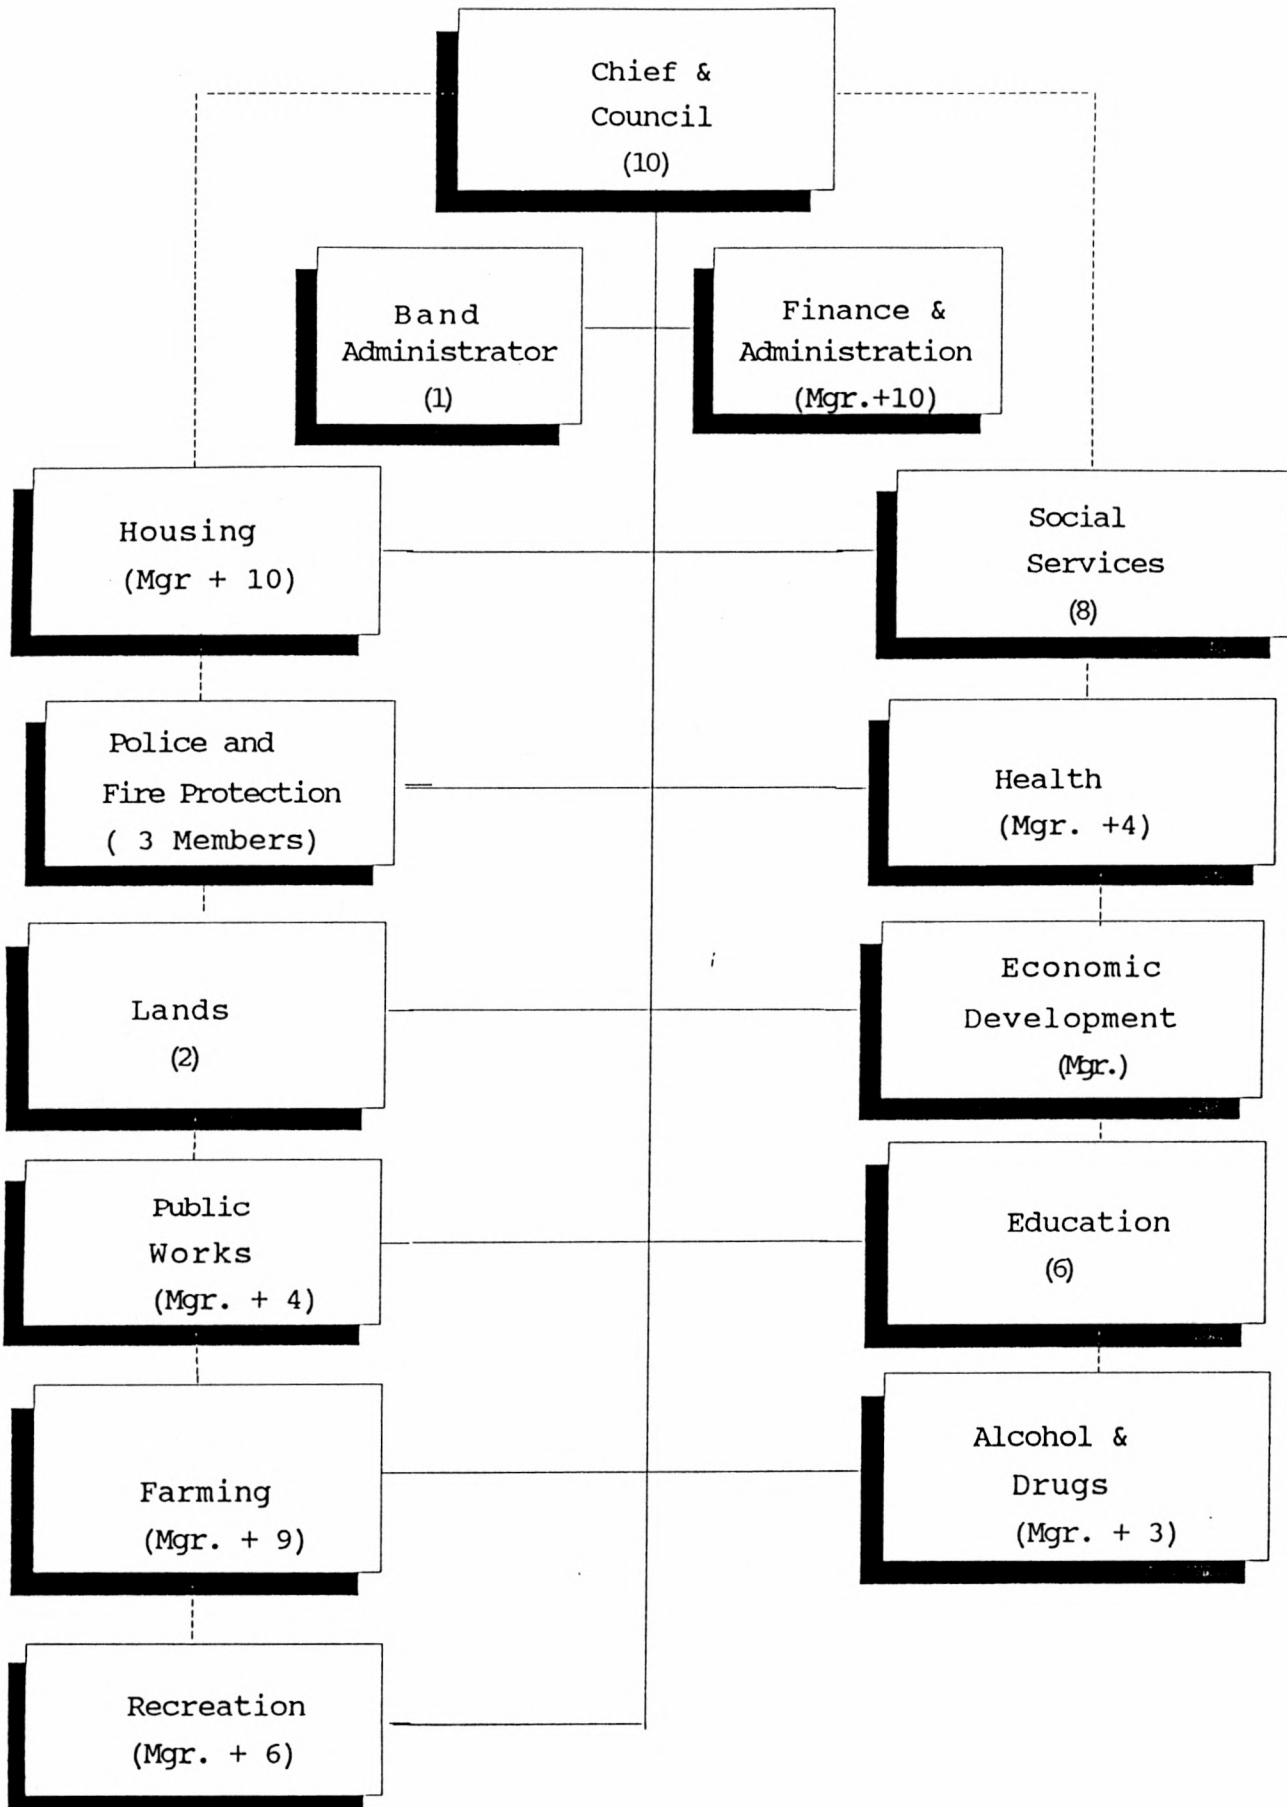 Chief &
Council
(10)
Band
Administrator
(1)
Finance &
Administration
(Mgr.+10)
Housing
(Mgr + 10)
Social
Services
(8)
Police and
Fire Protection
( 3 Members)
Health
(Mgr. +4)
Lands
(2)
Economic
Development
(Mgr.)
Public
Works
(Mgr. + 4)
Education
(6)
Farming
(Mgr. + 9)
Alcohol &
Drugs
(Mgr. + 3)
Recreation
(Mgr. + 6)